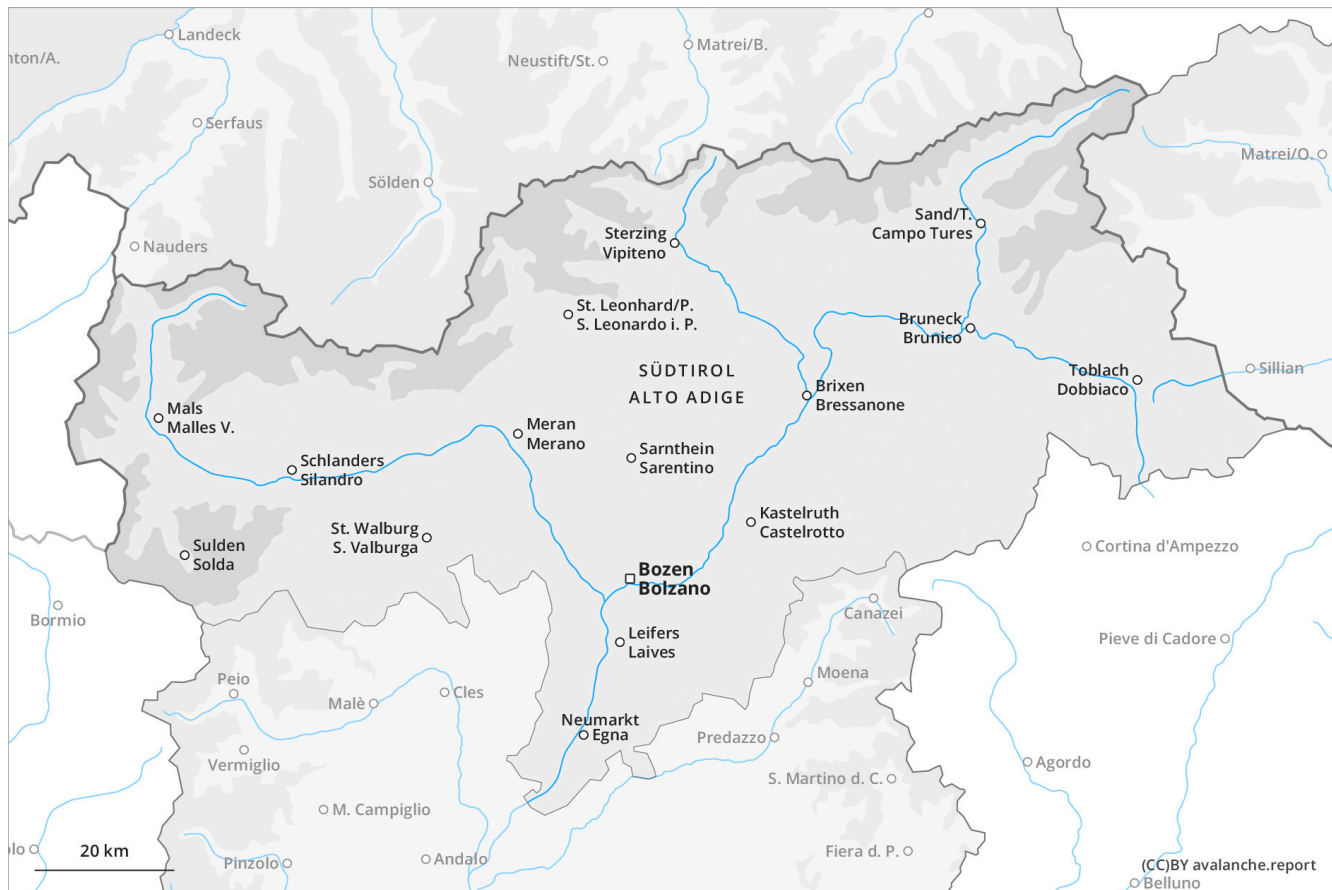 Landeck
nton/A.
Matrei/B.
Neustift/St.
Serfaus
Matrei/O.
Sölden
Sand/T.
Campo Tures
Sterzing
Vipiteno
Nauders
St. Leonhard/P.
S. Leonardo i. P.
Bruneck
Brunico
SÜDTIROL
ALTO ADIGE
Toblach
Dobbiaco
Sillian
Brixen
Bressanone
Mals
Malles V.
Meran
Merano
Schlanders
Silandro
Sarnthein
Sarentino
Kastelruth
Castelrotto
St. Walburg
S. Valburga
Sulden
Solda
Cortina d'Ampezzo
Bozen
Bolzano
Bormio
Canazei
Leifers
Laives
Pieve di Cadore
Peio
Malè
Cles
Moena
Neumarkt
Egna
Predazzo
Vermiglio
Agordo
S. Martino d. C.
M. Campiglio
20 km
olo
Pinzolo
Andalo
Fiera d. P.
(CC)BY avalanche.report
Belluno